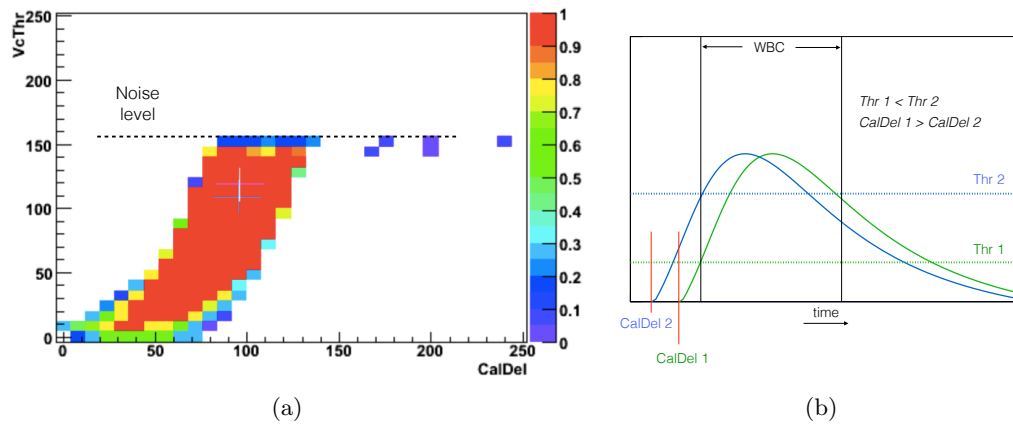 VcThr
250
200
150
100
50
0
Noise
level
0 50 100 150 200 250
CalDel
1
0.9
0.8
0.7
0.6
0.5
0.4
0.3
0.2
0.1
0
(a)
WBC
Thr 1 < Thr 2
CalDel 1 > CalDel 2
Thr 2
Thr 1
time
CalDel 2
CalDel 1
(b)